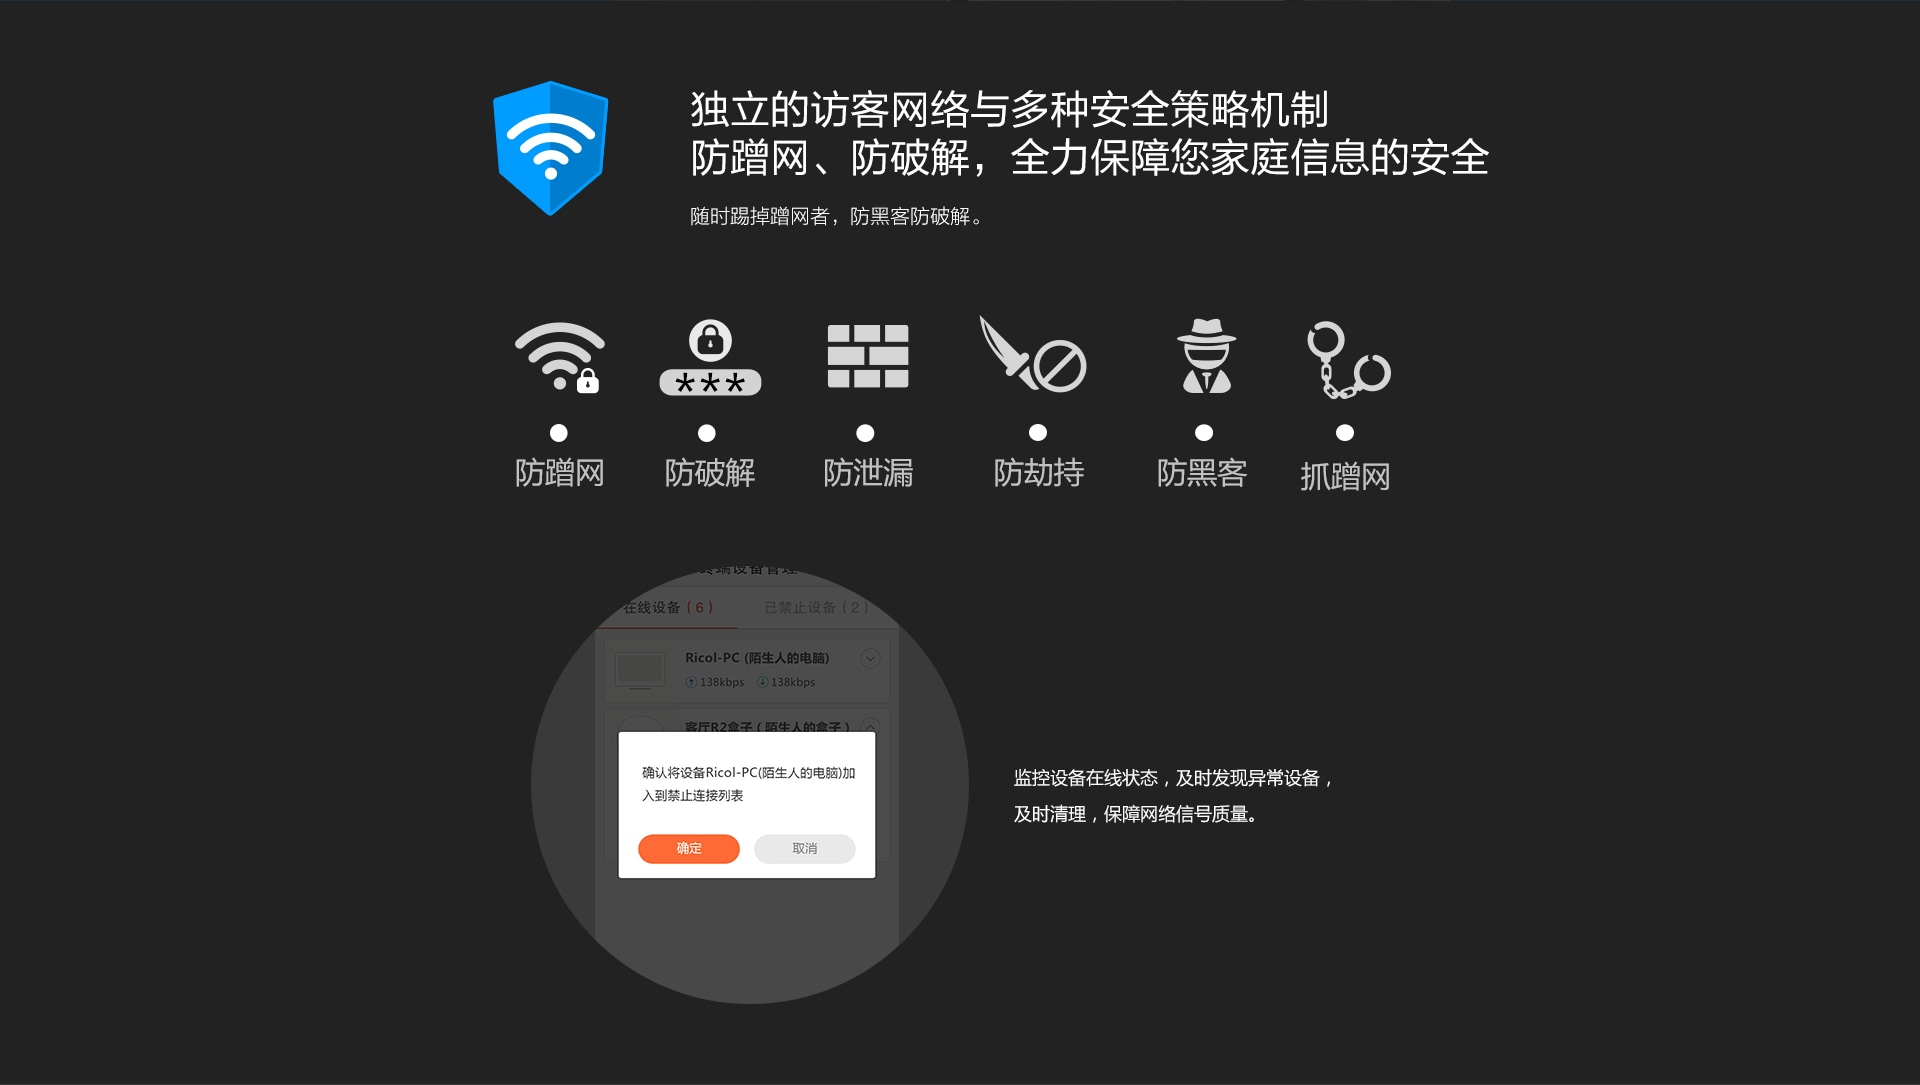 独立的访客网络与多种安全策略机制
防蹭网、防破解，全力保障您家庭信息的安全
随时踢掉蹭网者，防黑客防破解。
***
防蹭网
防破解
防泄漏
防劫持
防黑客
抓蹭网
终端设备管理
在线设备（6）
已禁止设备（2）
Ricol-PC (陌生人的电脑)
138kbps 138kbps
客厅R2盒子（陌生人的盒子）
确认将设备Ricol-PC(陌生人的电脑)加
入到禁止连接列表
确定
取消
监控设备在线状态，及时发现异常设备，
及时清理，保障网络信号质量。